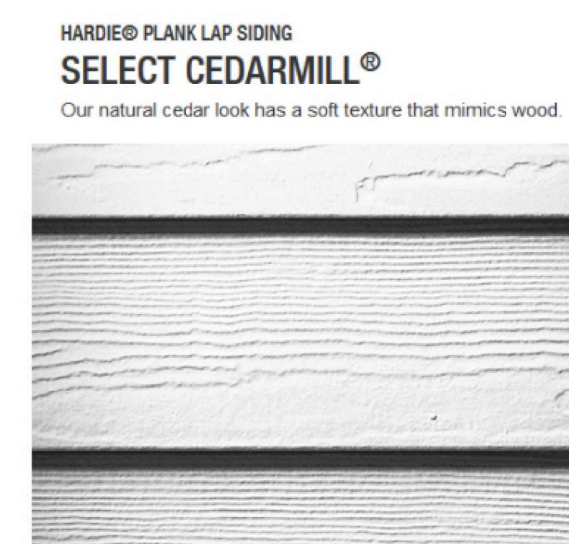 HARDIE® PLANK LAP SIDING
SELECT CEDARMILL®
Our natural cedar look has a soft texture that mimics wood.